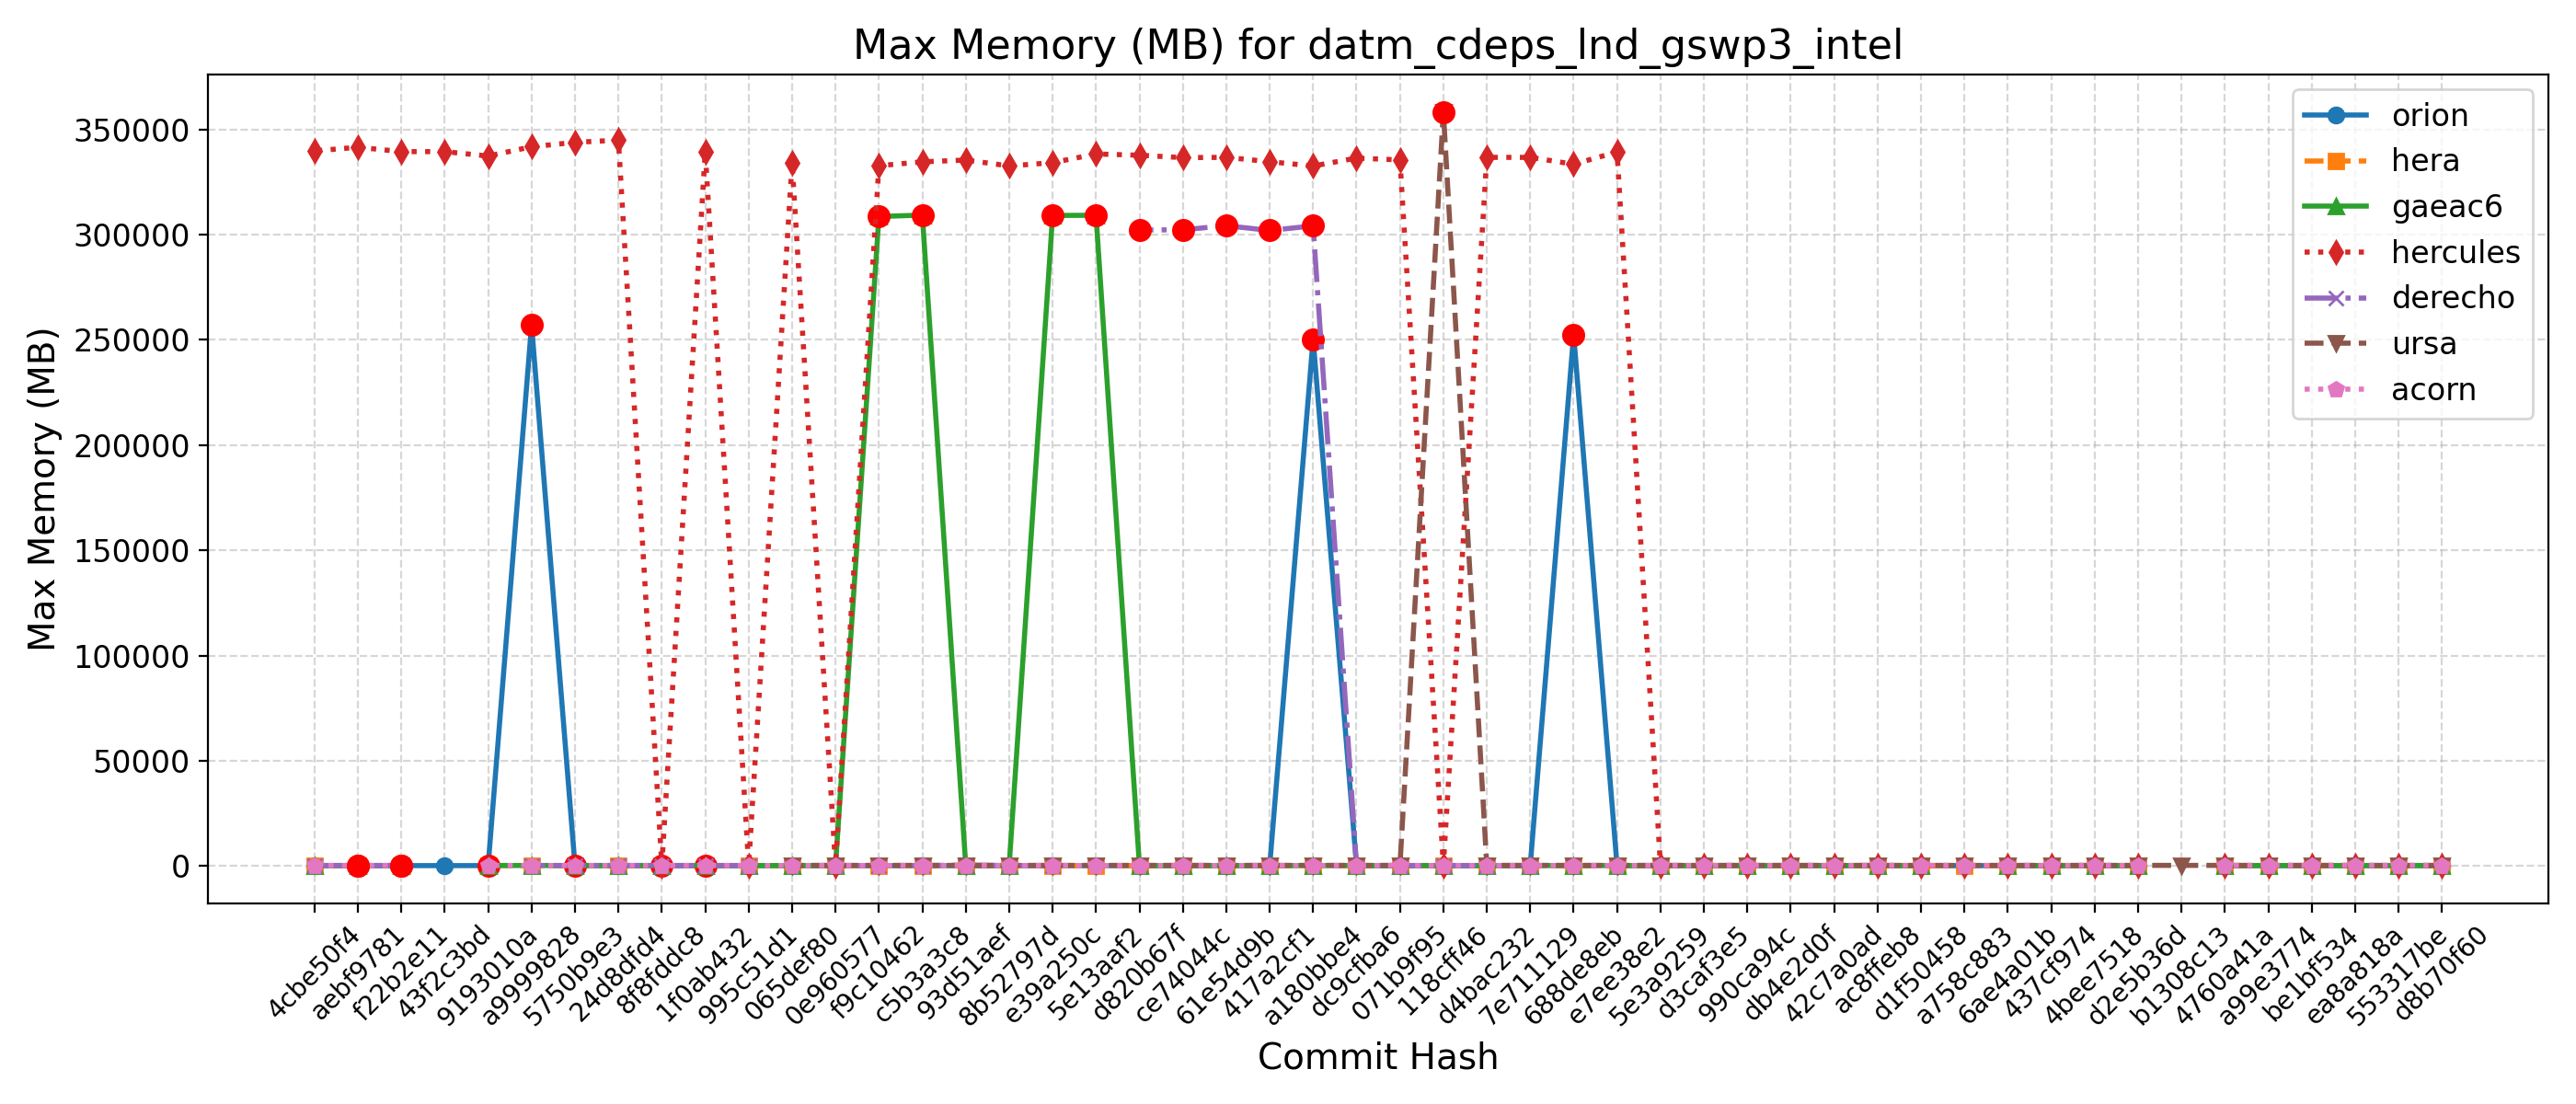 Max Memory (MB) for datm_cdeps_lnd_gswp3_intel
Max Memory (MB)
350000
300000
250000
200000
150000
100000
50000
0
orion
hera
gaeac6
hercules
derecho
ursa
acorn
4cbe50f4
aebf9781
f22b2e11
43f2c3bd
9193010a
a9999828
5750b9e3
24d8dfd4
8f8fddc8
1f0ab432
995c51d1
065def80
0e960577
f9c10462
c5b3a3c8
93d51aef
8b52797d
e39a250c
5e13aaf2
d820b67f
ce74044c
61e54d9b
417a2cf1
a180bbe4
dc9cfba6
071b9f95
118cff46
d4bac232
7e711129
688de8eb
e7ee38e2
5e3a9259
d3caf3e5
990ca94c
db4e2d0f
42c7a0ad
ac8ffeb8
d1f50458
a758c883
6ae4a01b
437cf974
4bee7518
d2e5b36d
b1308c13
4760a41a
a99e3774
be1bf534
ea8a818a
553317be
d8b70f60
Commit Hash